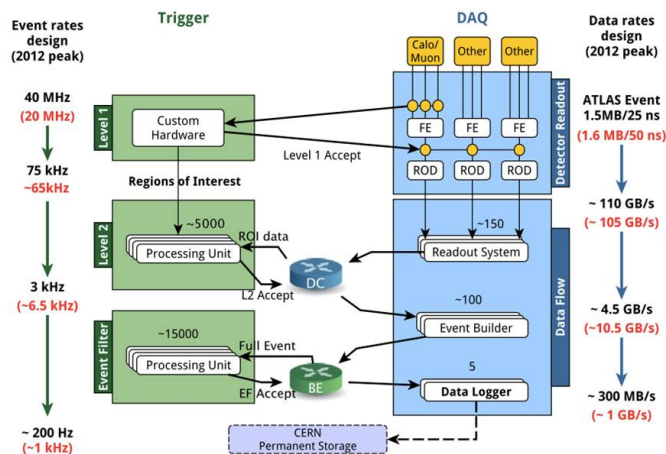 Event rates
design
(2012 peak)
Trigger
DAQ
Data rates
design
(2012 peak)
Calo/
Muon
Other
Other
40 MHz
(20 MHz)
Level 1
Custom
Hardware
FE
FE
FE
Detector Readout
ATLAS Event
1.5MB/25 ns
(1.6 MB/50 ns)
Level 1 Accept
75 kHz
~65kHz)
ROD
ROD
ROD
Regions of Interest
~ 110 GB/s
(~ 105 GB/s)
Level 2
~5000
Processing Unit
ROI data
L2 Accept
DC
~150
Readout System
3 kHz
(~6.5 kHz)
~100
Event Builder
Data Flow
~ 4.5 GB/s
(~10.5 GB/s)
Event Filter
~15000
Processing Unit
Full Event
EF Accept
BE
5
Data Logger
~ 300 MB/s
(~ 1 GB/s)
~ 200 Hz
(~1 kHz)
CERN
Permanent Storage